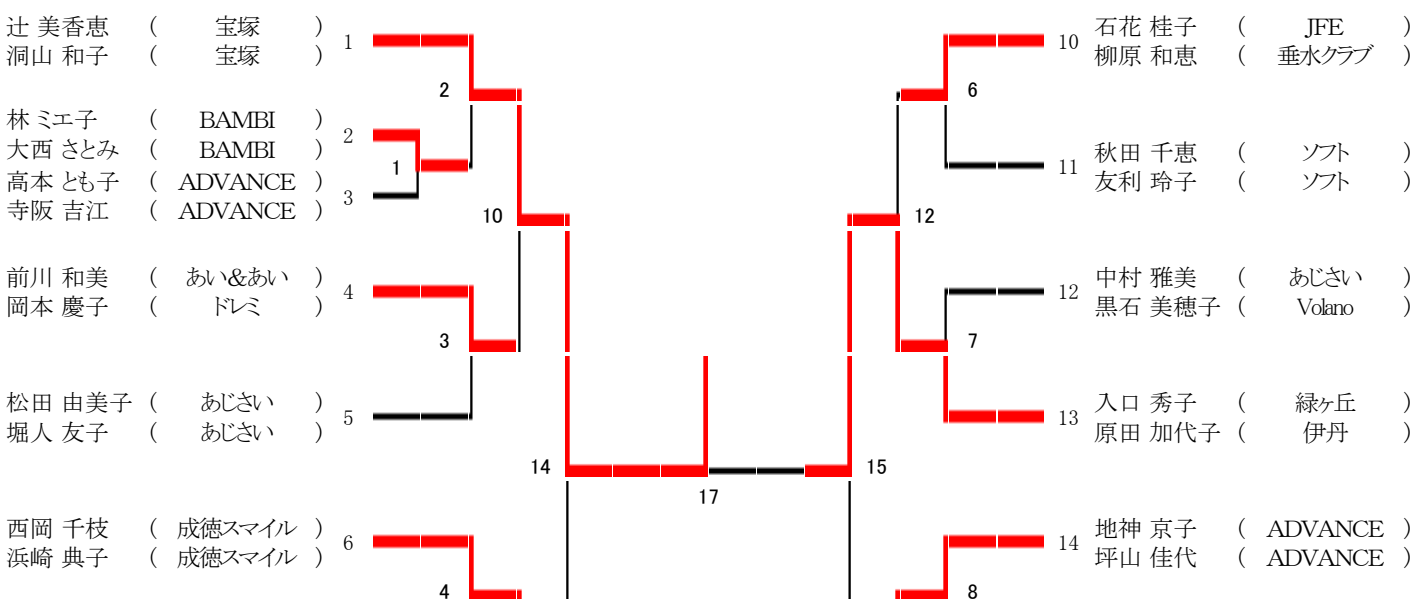 辻 美香恵 ( 宝塚 )
洞山 和子 ( 宝塚 )
1
2
林 ミエ子 ( BAMBI )
大西 さとみ ( BAMBI )
2
高本 とも子 ( ADVANCE )
寺阪 吉江 ( ADVANCE )
3
1
10
前川 和美 ( あい&あい )
岡本 慶子 ( ドレミ )
4
3
松田 由美子 ( あじさい )
堀人 友子 ( あじさい )
5
14
西岡 千枝 ( 成徳スマイル )
浜崎 典子 ( 成徳スマイル )
6
4
17
10 石花 桂子 ( JFE )
柳原 和恵 ( 垂水クラブ )
6
11 秋田 千恵 ( ソフト )
友利 玲子 ( ソフト )
12
12 中村 雅美 ( あじさい )
黒石 美穂子 ( Volano )
7
13 入口 秀子 ( 緑ヶ丘 )
原田 加代子 ( 伊丹 )
15
14 地神 京子 ( ADVANCE )
坪山 佳代 ( ADVANCE )
8